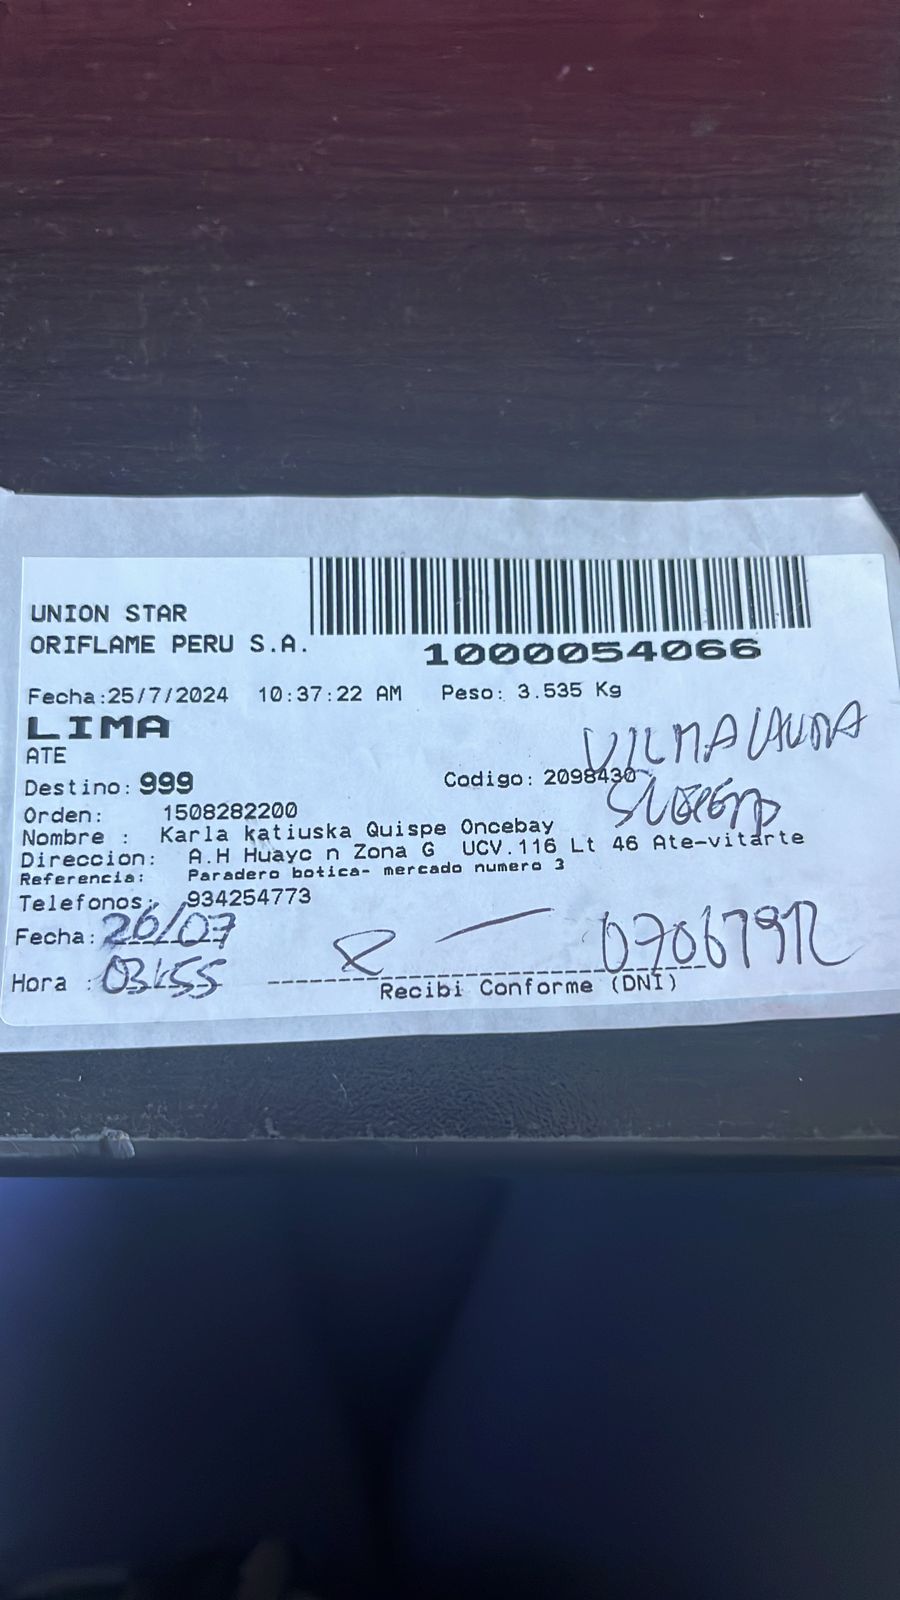 UNION STAR
ORIFLAME PERU S.A.
1000054066
Fecha:25/7/2024 10:37:22 AM Peso: 3.535 Kg
LIMA
ATE
VILMA
Destino: 999 Codigo: 2098430
Orden: 1508282200
Nombre : Karla katiuska Quispe Oncebay
Direccion: A.H Huayc n Zona G UCV.116 Lt 46 Ate-vitarte
Referencia: Paradero botica- mercado numero 3
Telefonos: 934254773
Fecha: 26/07
Hora : 03:55
Recibi Conforme (DNI)